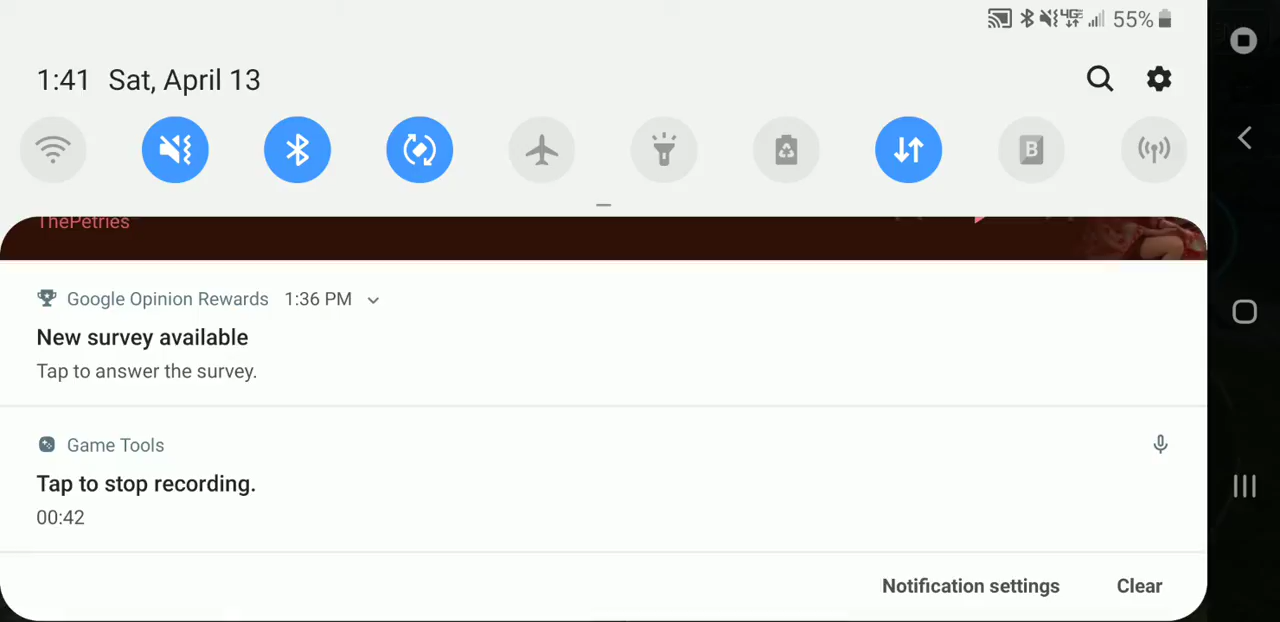 4G 55%
1:41 Sat, April 13
B
ThePetries
Google Opinion Rewards 1:36 PM
New survey available
Tap to answer the survey.
Game Tools
Tap to stop recording.
00:42
Notification settings Clear